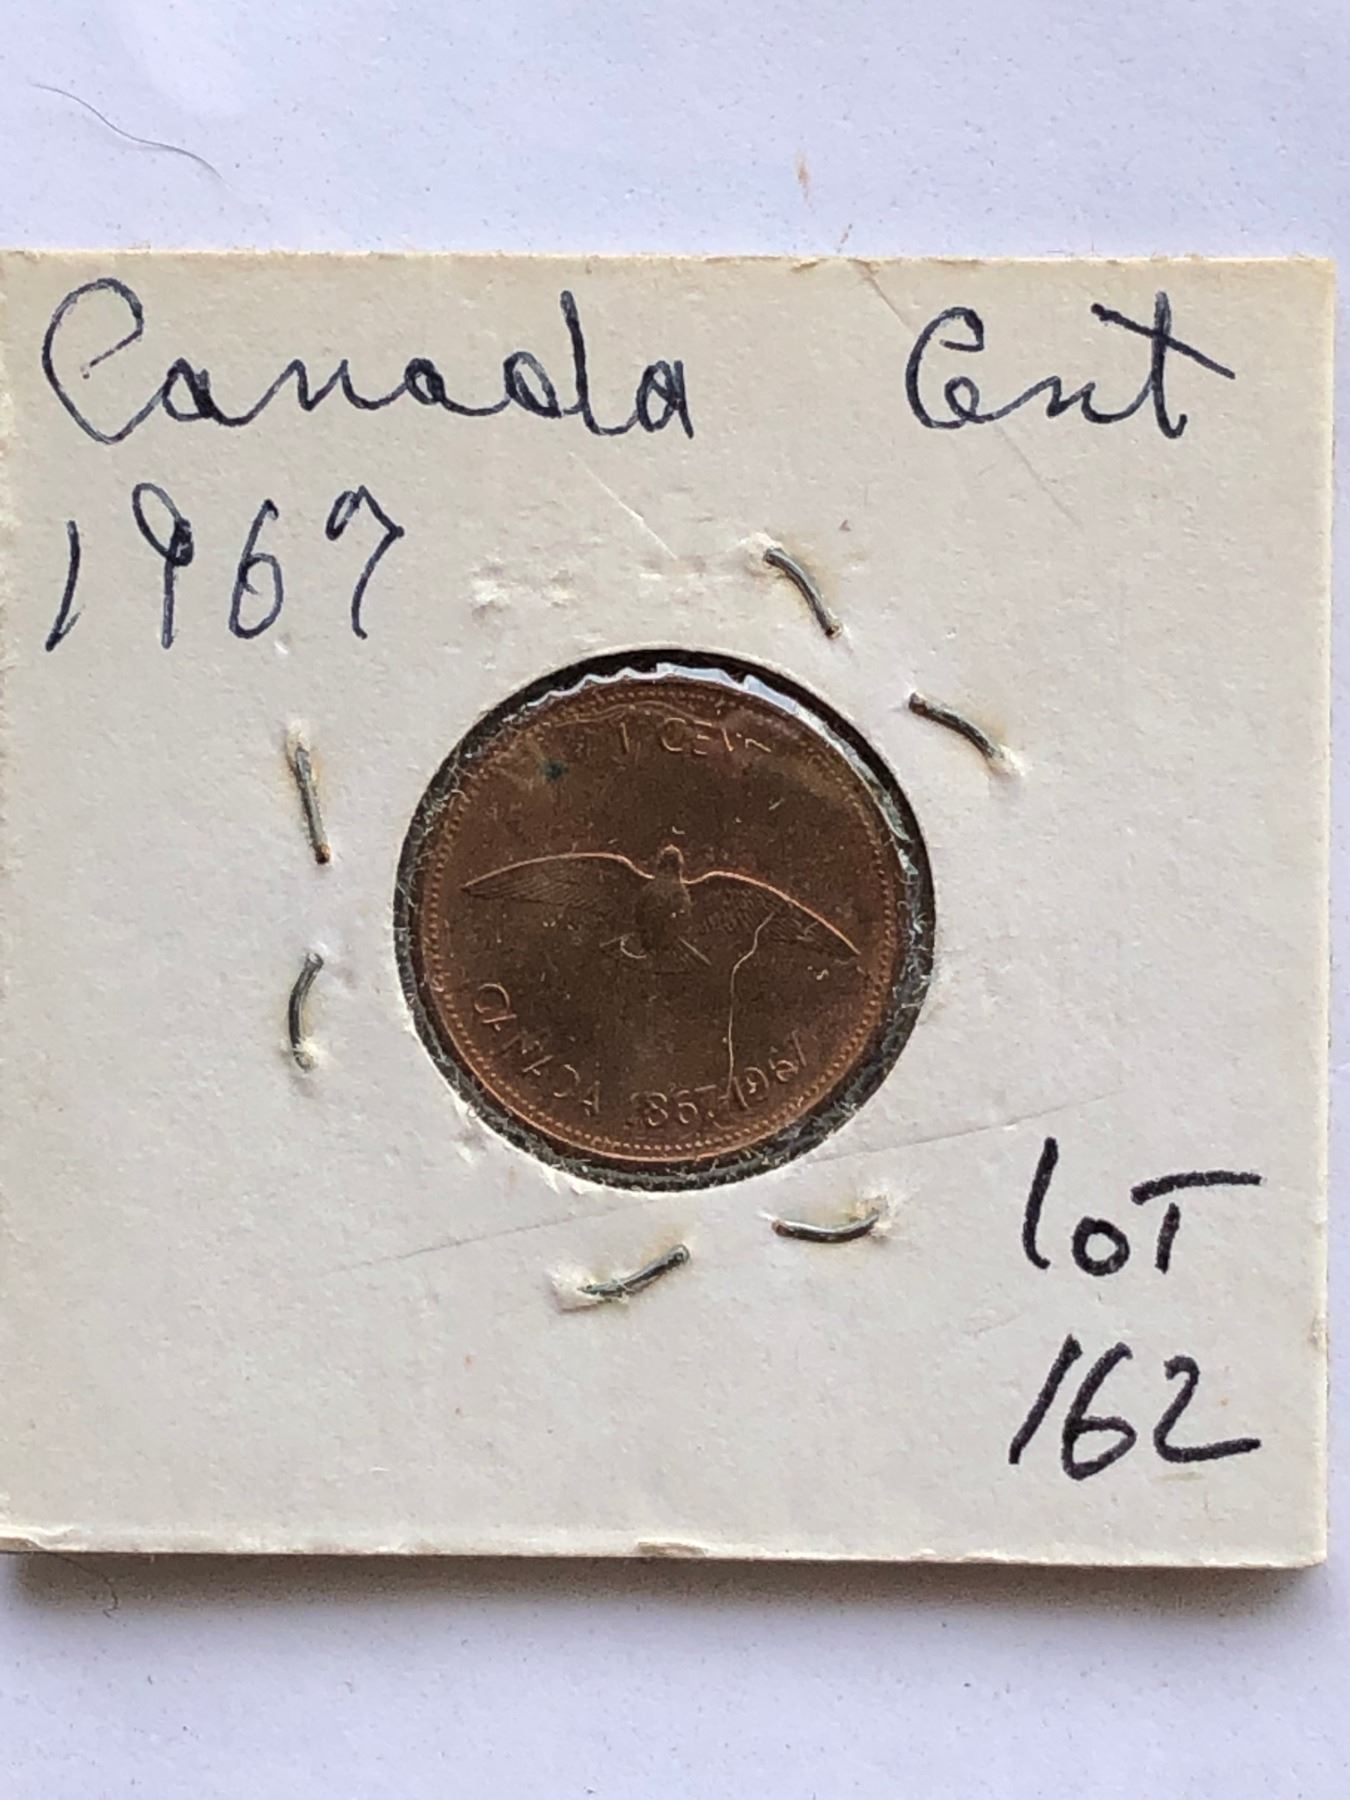 Canada Cent
1967
1 CENT
CANADA 1867-1967
LOT
162